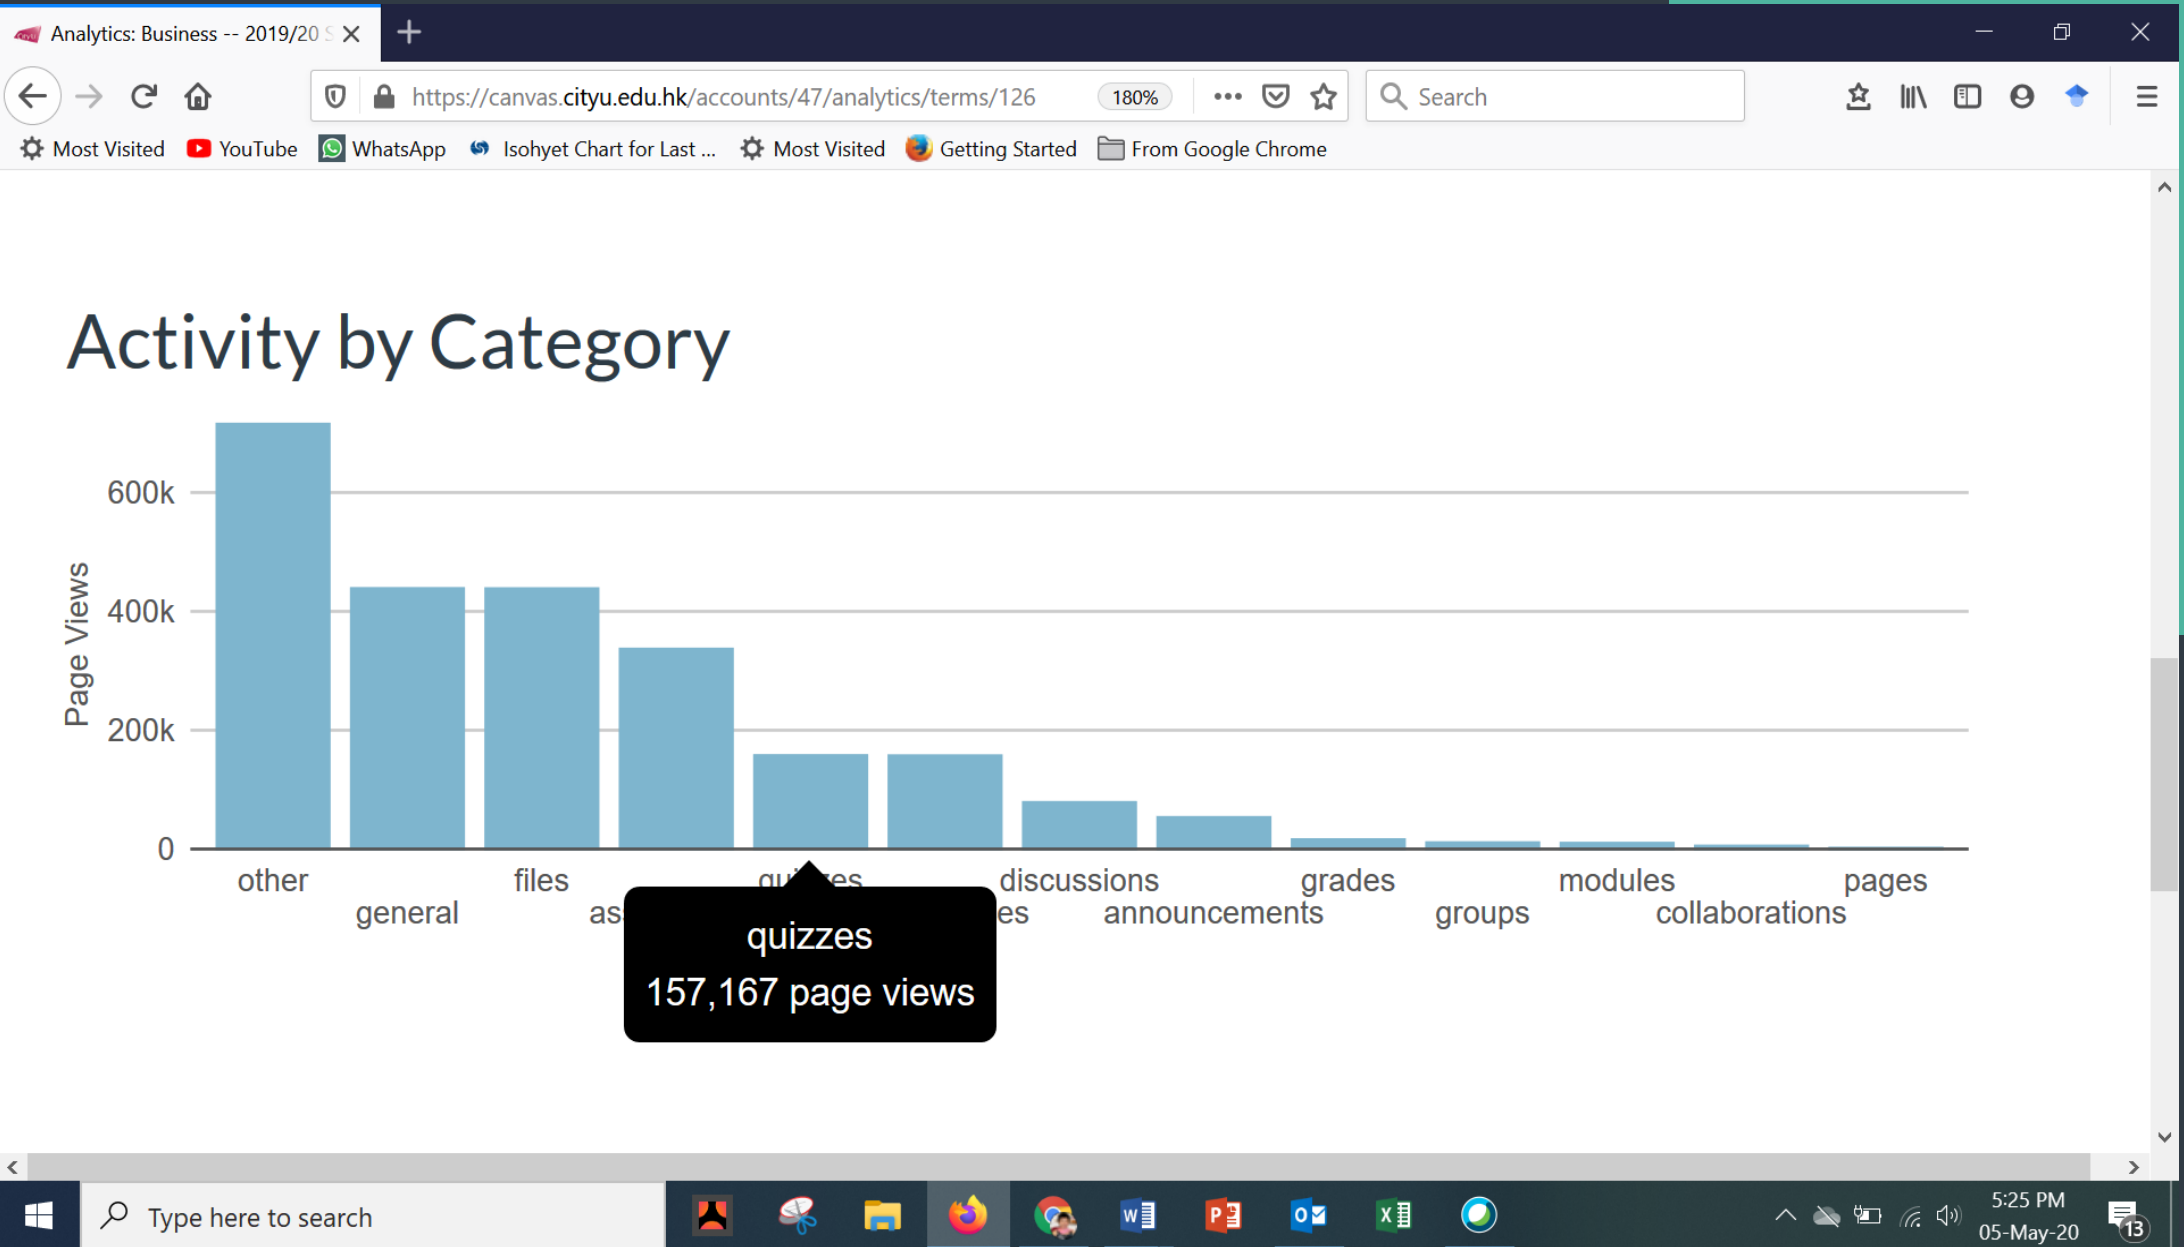 Analytics: Business -- 2019/20 S
https://canvas.cityu.edu.hk/accounts/47/analytics/terms/126
180%
Search
Most Visited
YouTube
WhatsApp
Isohyet Chart for Last ...
Most Visited
Getting Started
From Google Chrome
Activity by Category
Page Views
600k
400k
200k
0
other
general
files
discussions
announcements
grades
groups
modules
collaborations
pages
quizzes
157,167 page views
Type here to search
5:25 PM
05-May-20
13